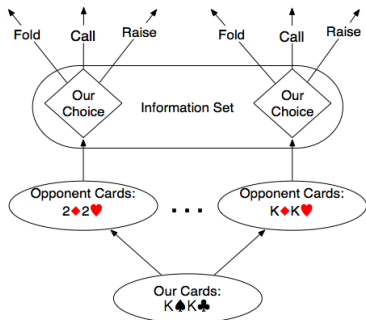 Fold Call Raise Fold Call Raise
Our Choice
Information Set
Our Choice
Opponent Cards:
2♦2♥
...
Opponent Cards:
K♦K♥
Our Cards:
K♠K♣